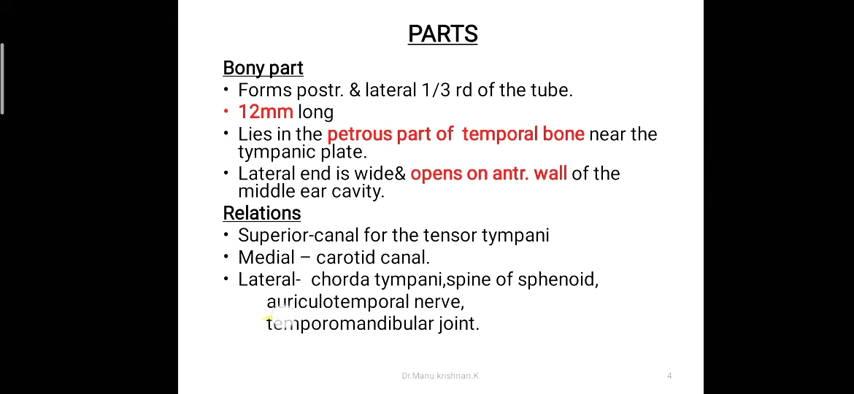 PARTS
Bony part
• Forms postr. & lateral 1/3 rd of the tube.
• 12mm long
• Lies in the petrous part of temporal bone near the
tympanic plate.
• Lateral end is wide& opens on antr. wall of the
middle ear cavity.
Relations
• Superior-canal for the tensor tympani
• Medial – carotid canal.
• Lateral- chorda tympani,spine of sphenoid,
auriculotemporal nerve,
temporomandibular joint.
Dr.Manu krishnan.K
4